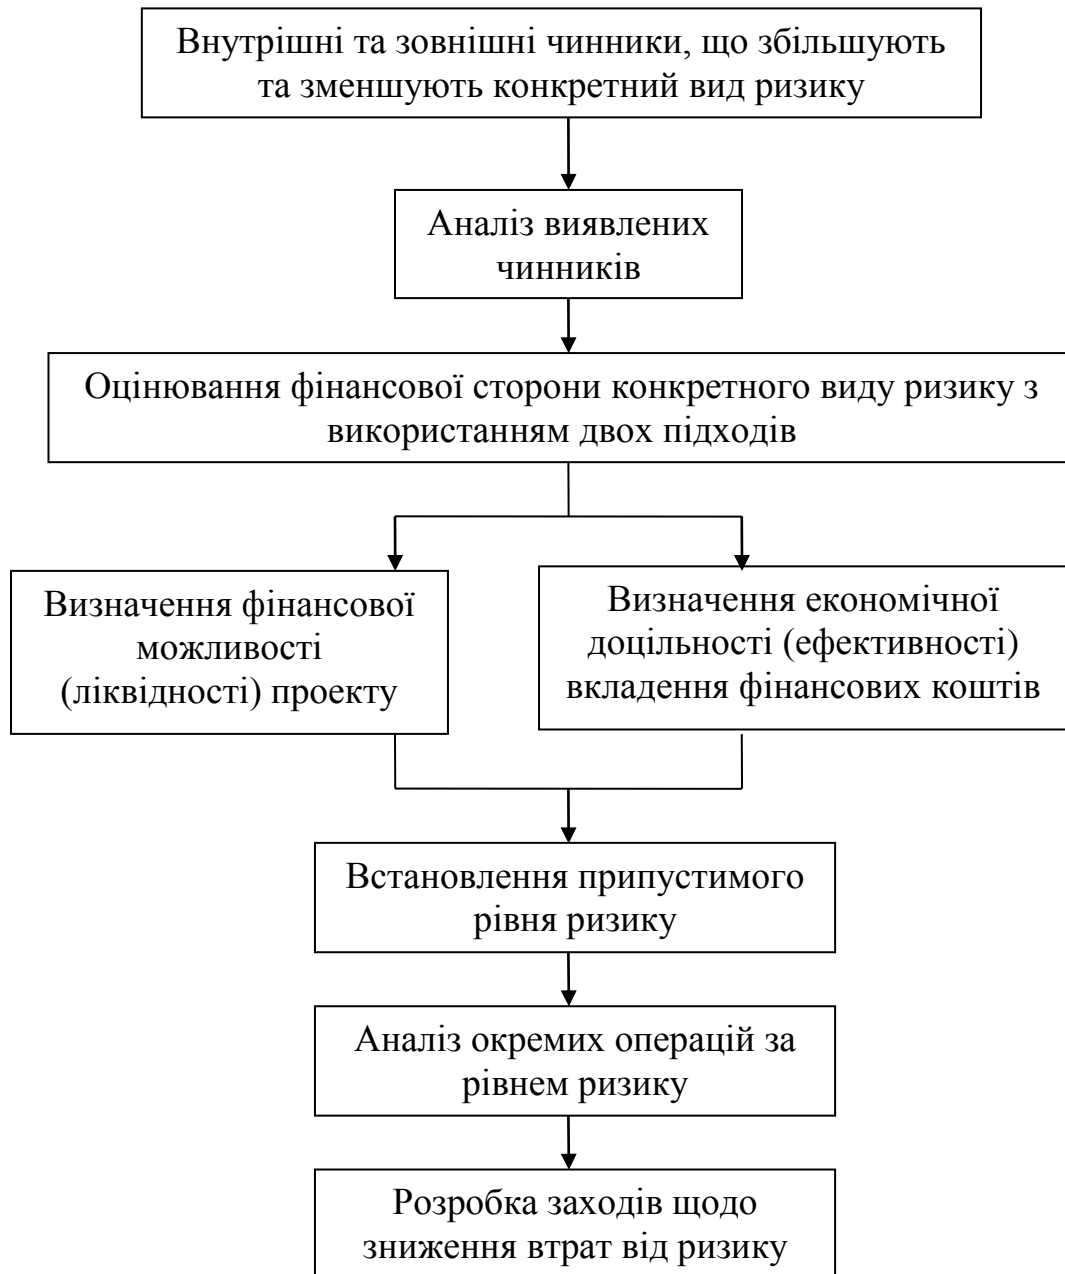 Внутрішні та зовнішні чинники, що збільшують
та зменшують конкретний вид ризику
Аналіз виявлених
чинників
Оцінювання фінансової сторони конкретного виду ризику з
використанням двох підходів
Визначення фінансової
можливості
(ліквідності) проекту
Визначення економічної
доцільності (ефективності)
вкладення фінансових коштів
Встановлення припустимого
рівня ризику
Аналіз окремих операцій за
рівнем ризику
Розробка заходів щодо
зниження втрат від ризику